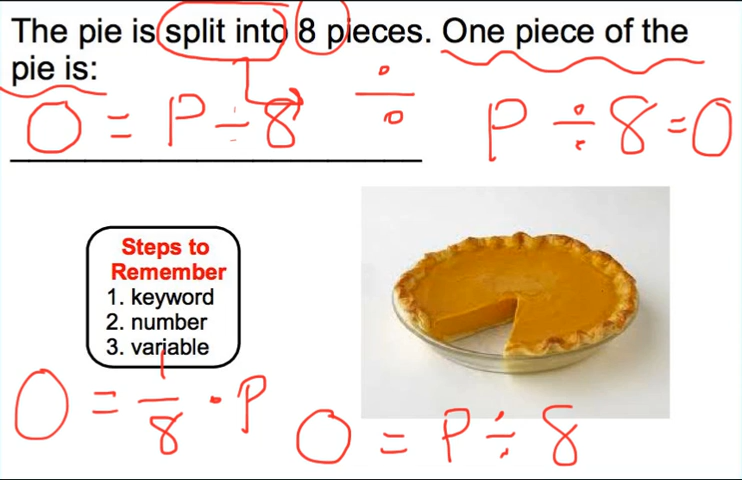 The pie is split into 8 pieces. One piece of the
pie is:
O = P ÷ 8 ÷ P ÷ 8 = O
Steps to
Remember
1. keyword
2. number
3. variable
O = 1/8 · P
O = P ÷ 8